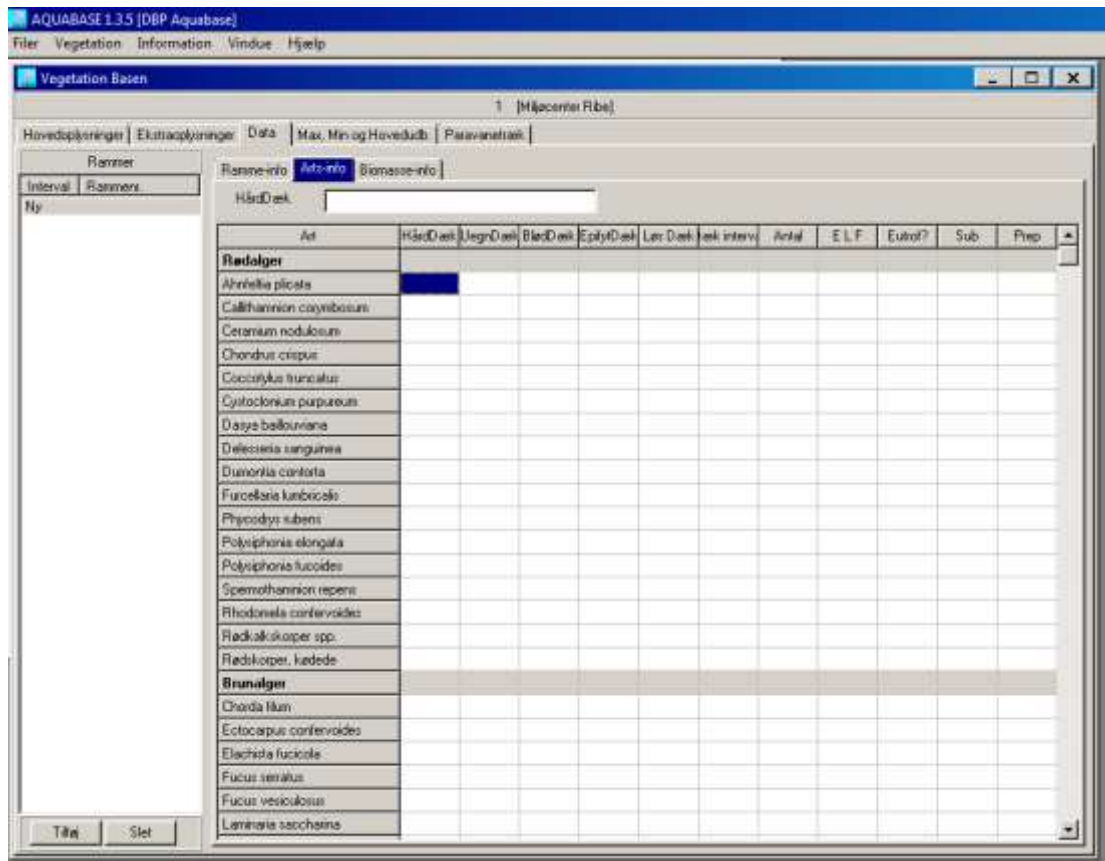 AQUABASE 1.3.5 [DBP Aquabase]
Filer Vegetation Information Vindue Hjælp
Vegetation Basen
1 [Miljøcenter Ribe]
Hovedoplysninger Ekstraoplysninger Data Max, Min og Hovedudb. Paravanetræk
Rammer
Ramme-info Arts-info Biomasse-info
Interval Rammenr.
HårdDæk
Ny
Art HårdDæk UegnDæk BlødDæk EpifytDæk Løs Dæk Dæk interva Antal E L F Eutrof? Sub Prep
Rødalger
Ahnfeltia plicata
Callithamnion corymbosum
Ceramium nodulosum
Chondrus crispus
Coccotylus truncatus
Cystoclonium purpureum
Dasya baillouviana
Delesseria sanguinea
Dumontia contorta
Furcellaria lumbricalis
Phycodrys rubens
Polysiphonia elongata
Polysiphonia fucoides
Spermothamnion repens
Rhodomela confervoides
Rødkalkskorper spp.
Rødskorper, kødede
Brunalger
Chorda filum
Ectocarpus confervoides
Elachista fucicola
Fucus serratus
Fucus vesiculosus
Laminaria saccharina
Tilføj Slet